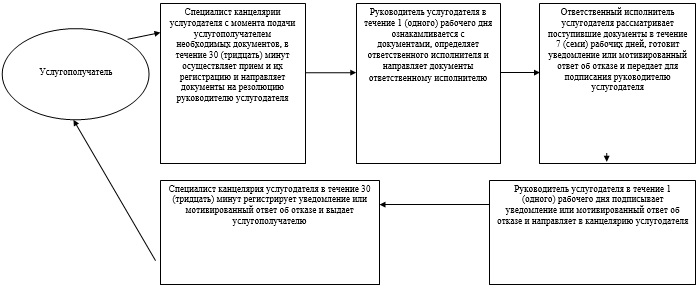 Услугополучатель
Специалист канцелярии
услугодателя с момента подачи
услугополучателем
необходимых документов, в
течение 30 (тридцать) минут
осуществляет прием и их
регистрацию и направляет
документы на резолюцию
руководителю услугодателя
Руководитель услугодателя в
течение 1 (одного) рабочего дня
ознакамливается с
документами, определяет
ответственного исполнителя и
направляет документы
ответственному исполнителю
Ответственный исполнитель
услугодателя рассматривает
поступившие документы в течение
7 (семи) рабочих дней, готовит
уведомление или мотивированный
ответ об отказе и передает для
подписания руководителю
услугодателя
Руководитель услугодателя в течение 1
(одного) рабочего дня подписывает
уведомление или мотивированный ответ об
отказе и направляет в канцелярию услугодателя
Специалист канцелярия услугодателя в течение 30
(тридцать) минут регистрирует уведомление или
мотивированный ответ об отказе и выдает
услугополучателю